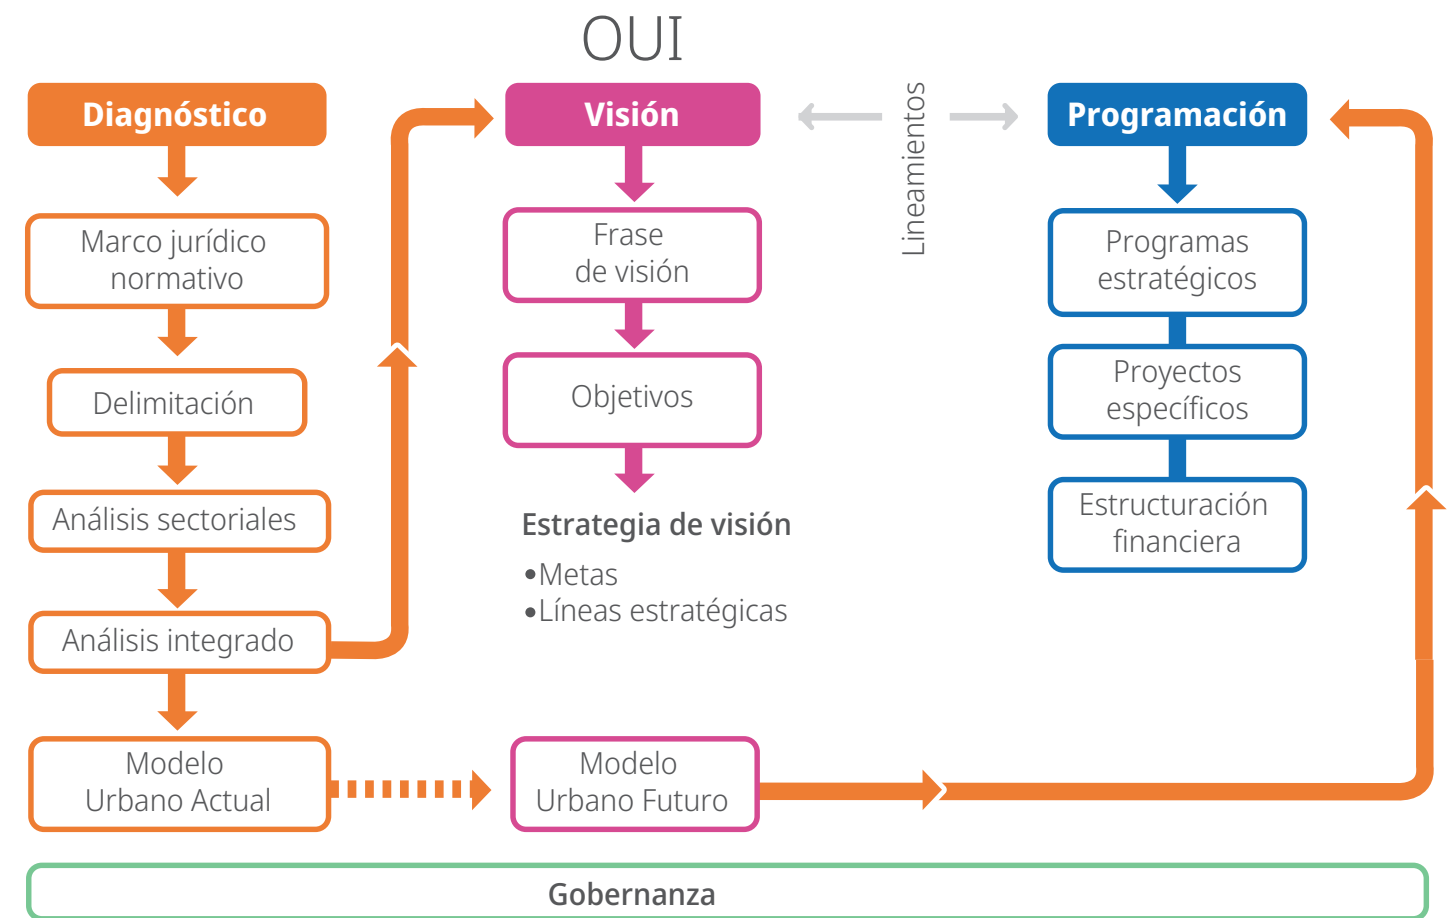 OUI
Diagnóstico
Marco jurídico
normativo
Delimitación
Análisis sectoriales
Análisis integrado
Modelo
Urbano Actual
Visión
Frase
de visión
Objetivos
Estrategia de visión
•Metas
•Líneas estratégicas
Modelo
Urbano Futuro
Lineamientos
Programación
Programas
estratégicos
Proyectos
específicos
Estructuración
financiera
Gobernanza